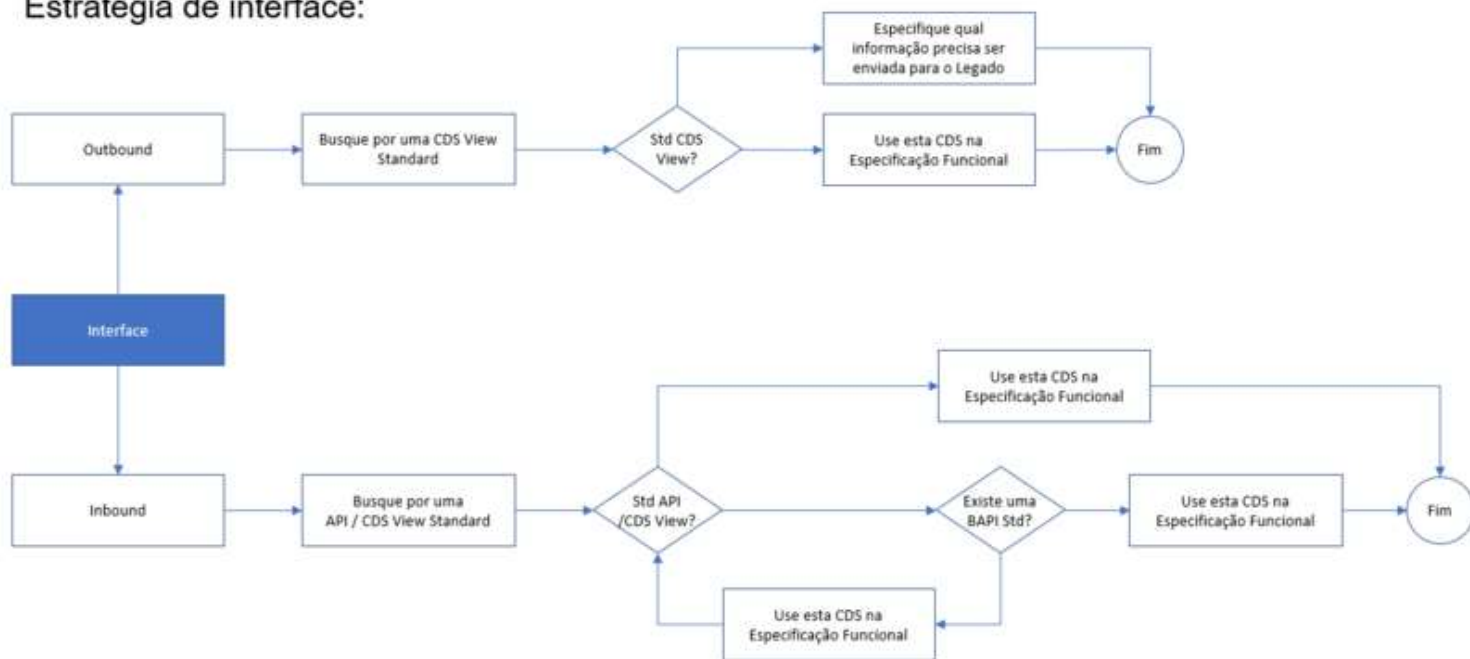 Estratégia de interface:
Especifique qual
informação precisa ser
enviada para o Legado
Outbound
Busque por uma CDS View
Standard
Std CDS
View?
Use esta CDS na
Especificação Funcional
Fim
Interface
Use esta CDS na
Especificação Funcional
Inbound
Busque por uma
API / CDS View Standard
Std API
/CDS View?
Existe uma
BAPI Std?
Use esta CDS na
Especificação Funcional
Fim
Use esta CDS na
Especificação Funcional